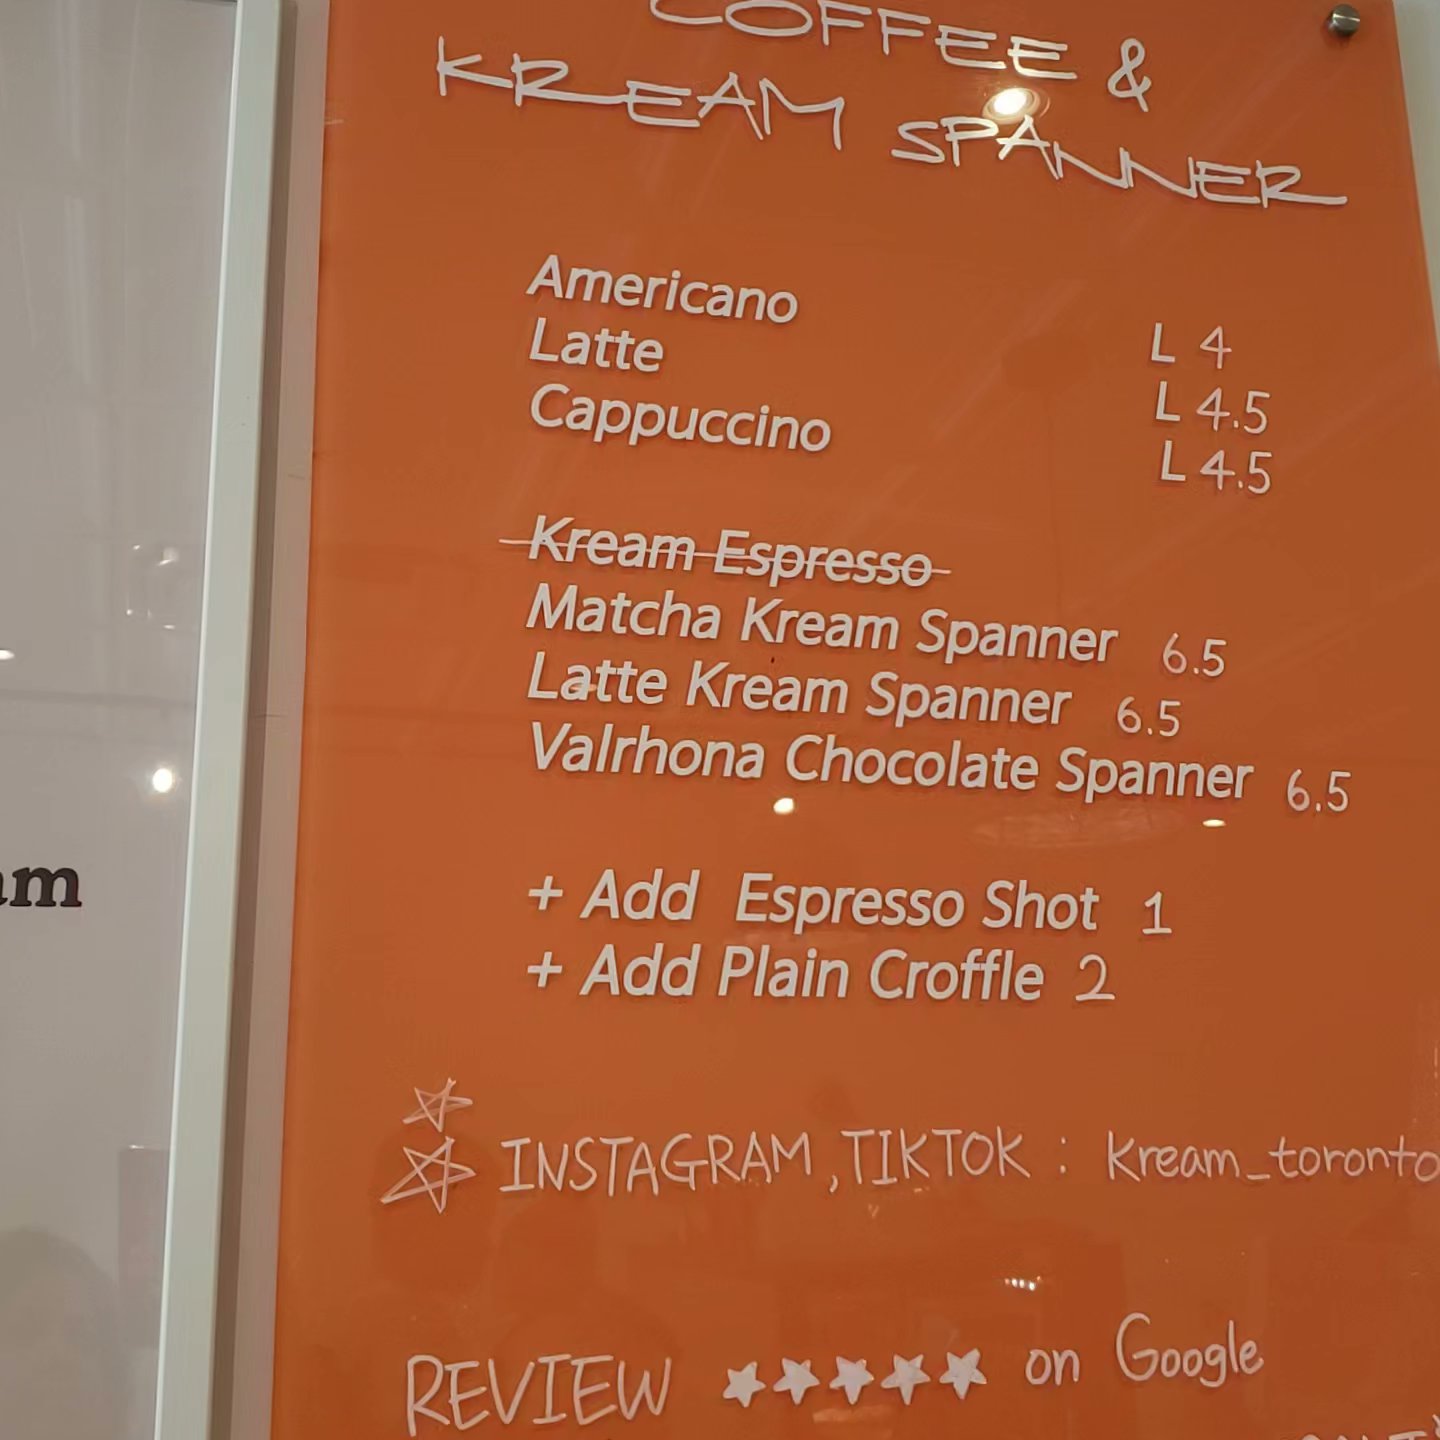 COFFEE &
KREAM SPANNER
Americano L 4
Latte L 4.5
Cappuccino L 4.5
Kream Espresso
Matcha Kream Spanner 6.5
Latte Kream Spanner 6.5
Valrhona Chocolate Spanner 6.5
+ Add Espresso Shot 1
+ Add Plain Croffle 2
INSTAGRAM, TIKTOK : kream_toronto
REVIEW ★★★★★ on Google